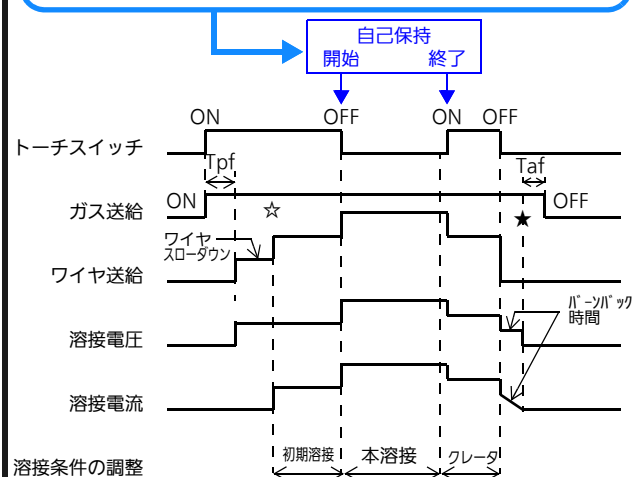 自己保持
開始 終了
ON OFF ON OFF
トーチスイッチ
Tpf Taf
ガス送給 ON ☆ ★ OFF
ワイヤ
スローダウン
ワイヤ送給
バーンバック
時間
溶接電圧
溶接電流
初期溶接 本溶接 クレータ
溶接条件の調整